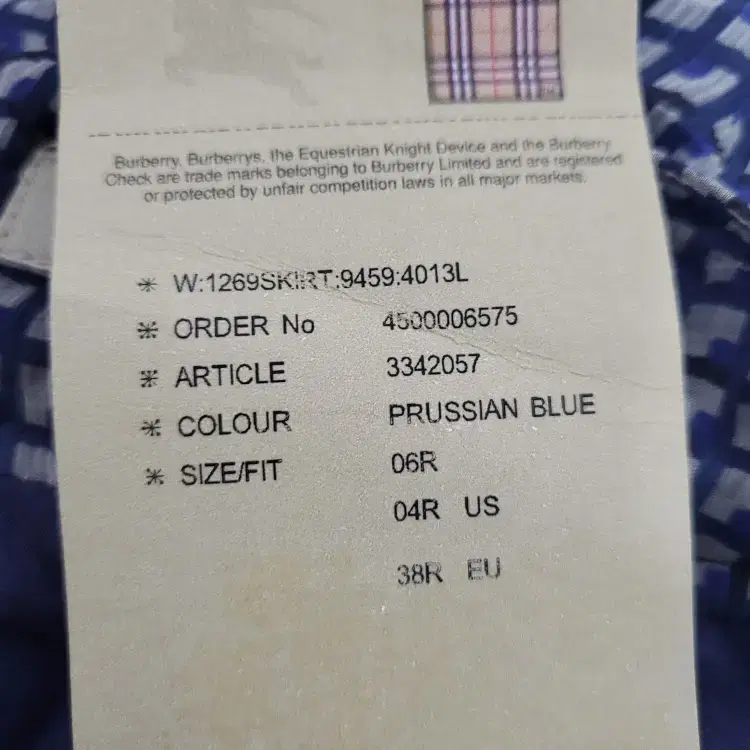 Burberry, Burberrys, the Equestrian Knight Device and the Burberry
Check are trade marks belonging to Burberry Limited and are registered
or protected by unfair competition laws in all major markets.
* W:1269SKIRT:9459:4013L
* ORDER No 4500006575
* ARTICLE 3342057
* COLOUR PRUSSIAN BLUE
* SIZE/FIT 06R
04R US
38R EU